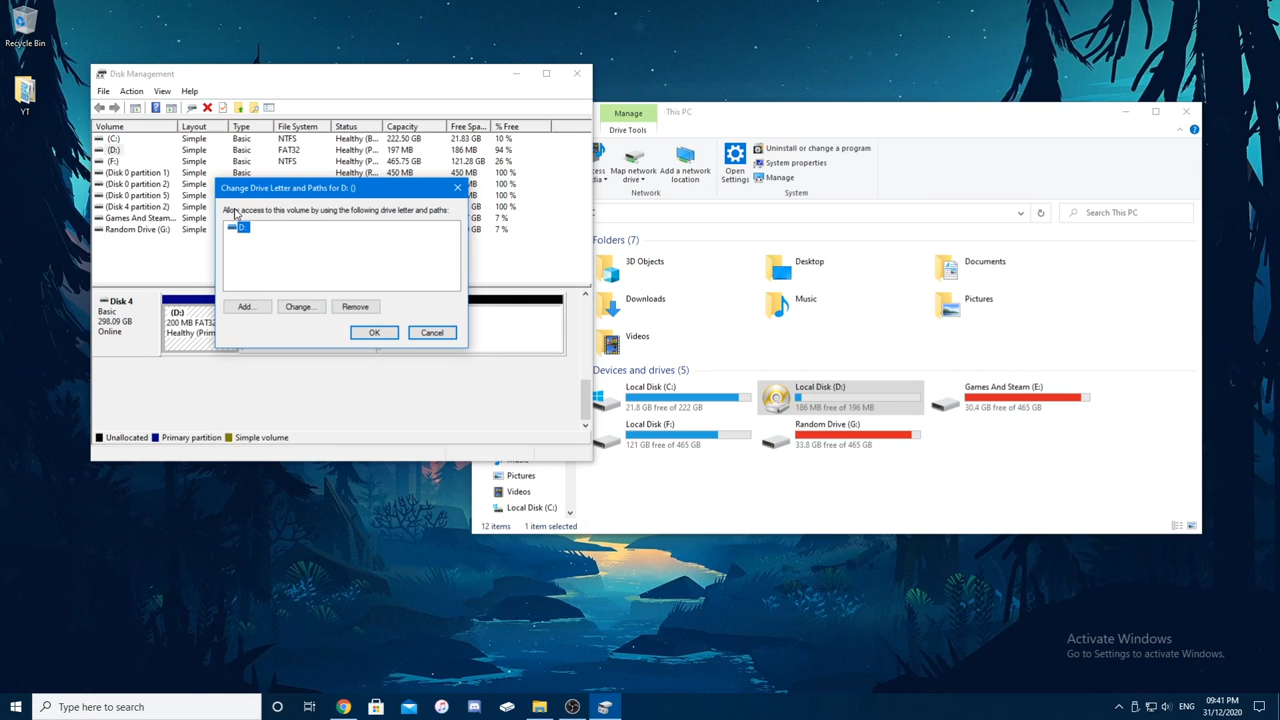 Recycle Bin
YT
Disk Management
File Action View Help
Volume Layout Type File System Status Capacity Free Spa... % Free
(C:) Simple Basic NTFS Healthy (B... 222.50 GB 21.83 GB 10 %
(D:) Simple Basic FAT32 Healthy (P... 197 MB 186 MB 94 %
(F:) Simple Basic NTFS Healthy (P... 465.75 GB 121.28 GB 26 %
(Disk 0 partition 1) Simple Basic Healthy (R... 450 MB 450 MB 100 %
(Disk 0 partition 2) Simple 100 %
(Disk 0 partition 5) Simple 100 %
(Disk 4 partition 2) Simple 100 %
Games And Steam... Simple 7 %
Random Drive (G:) Simple 7 %
Change Drive Letter and Paths for D: ()
Allow access to this volume by using the following drive letter and paths:
D:
Add... Change... Remove
OK Cancel
Disk 4
Basic
298.09 GB
Online
(D:)
200 MB FAT32
Healthy (Prim
Unallocated Primary partition Simple volume
Manage This PC
Drive Tools
Map network drive
Add a network location
Network
Open Settings
Uninstall or change a program
System properties
Manage
System
Search This PC
Folders (7)
3D Objects Desktop Documents
Downloads Music Pictures
Videos
Devices and drives (5)
Local Disk (C:) Local Disk (D:) Games And Steam (E:)
21.8 GB free of 222 GB 186 MB free of 196 MB 30.4 GB free of 465 GB
Local Disk (F:) Random Drive (G:)
121 GB free of 465 GB 33.8 GB free of 465 GB
Pictures
Videos
Local Disk (C:)
12 items 1 item selected
Activate Windows
Go to Settings to activate Windows.
Type here to search
ENG
09:41 PM
31/12/2020